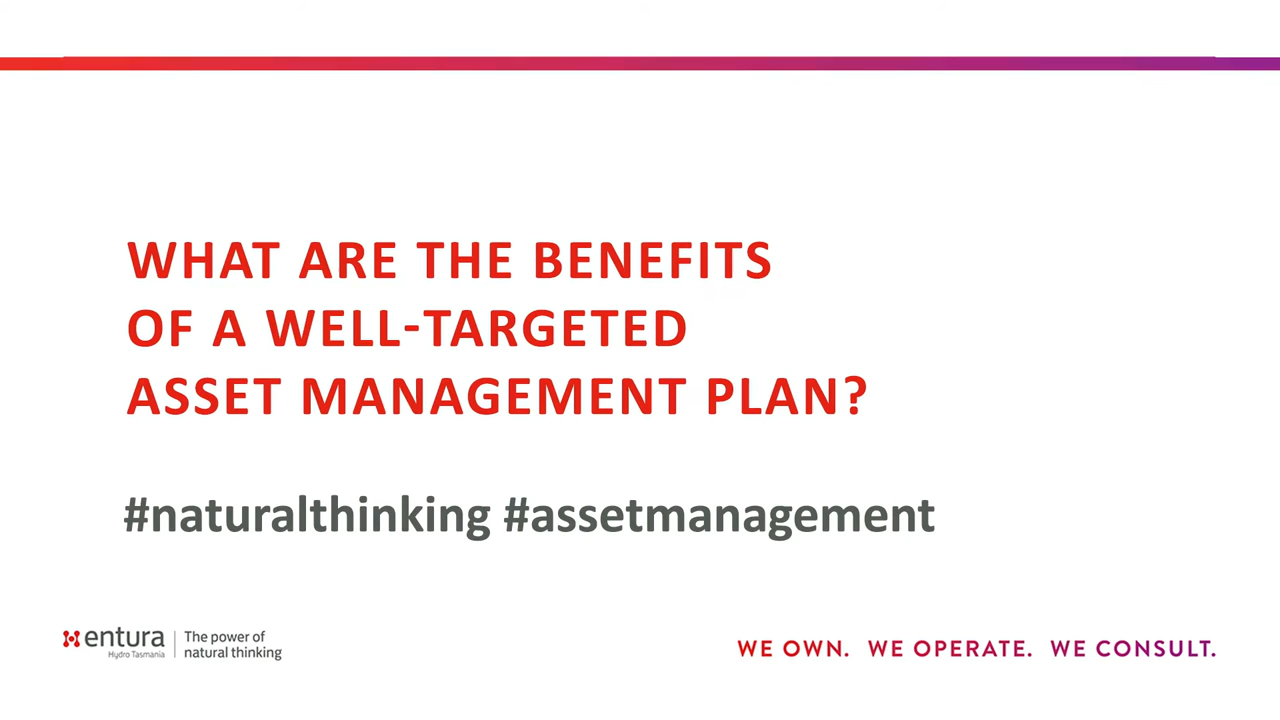 WHAT ARE THE BENEFITS
OF A WELL-TARGETED
ASSET MANAGEMENT PLAN?
#naturalthinking #assetmanagement
entura
Hydro Tasmania
The power of
natural thinking
WE OWN. WE OPERATE. WE CONSULT.